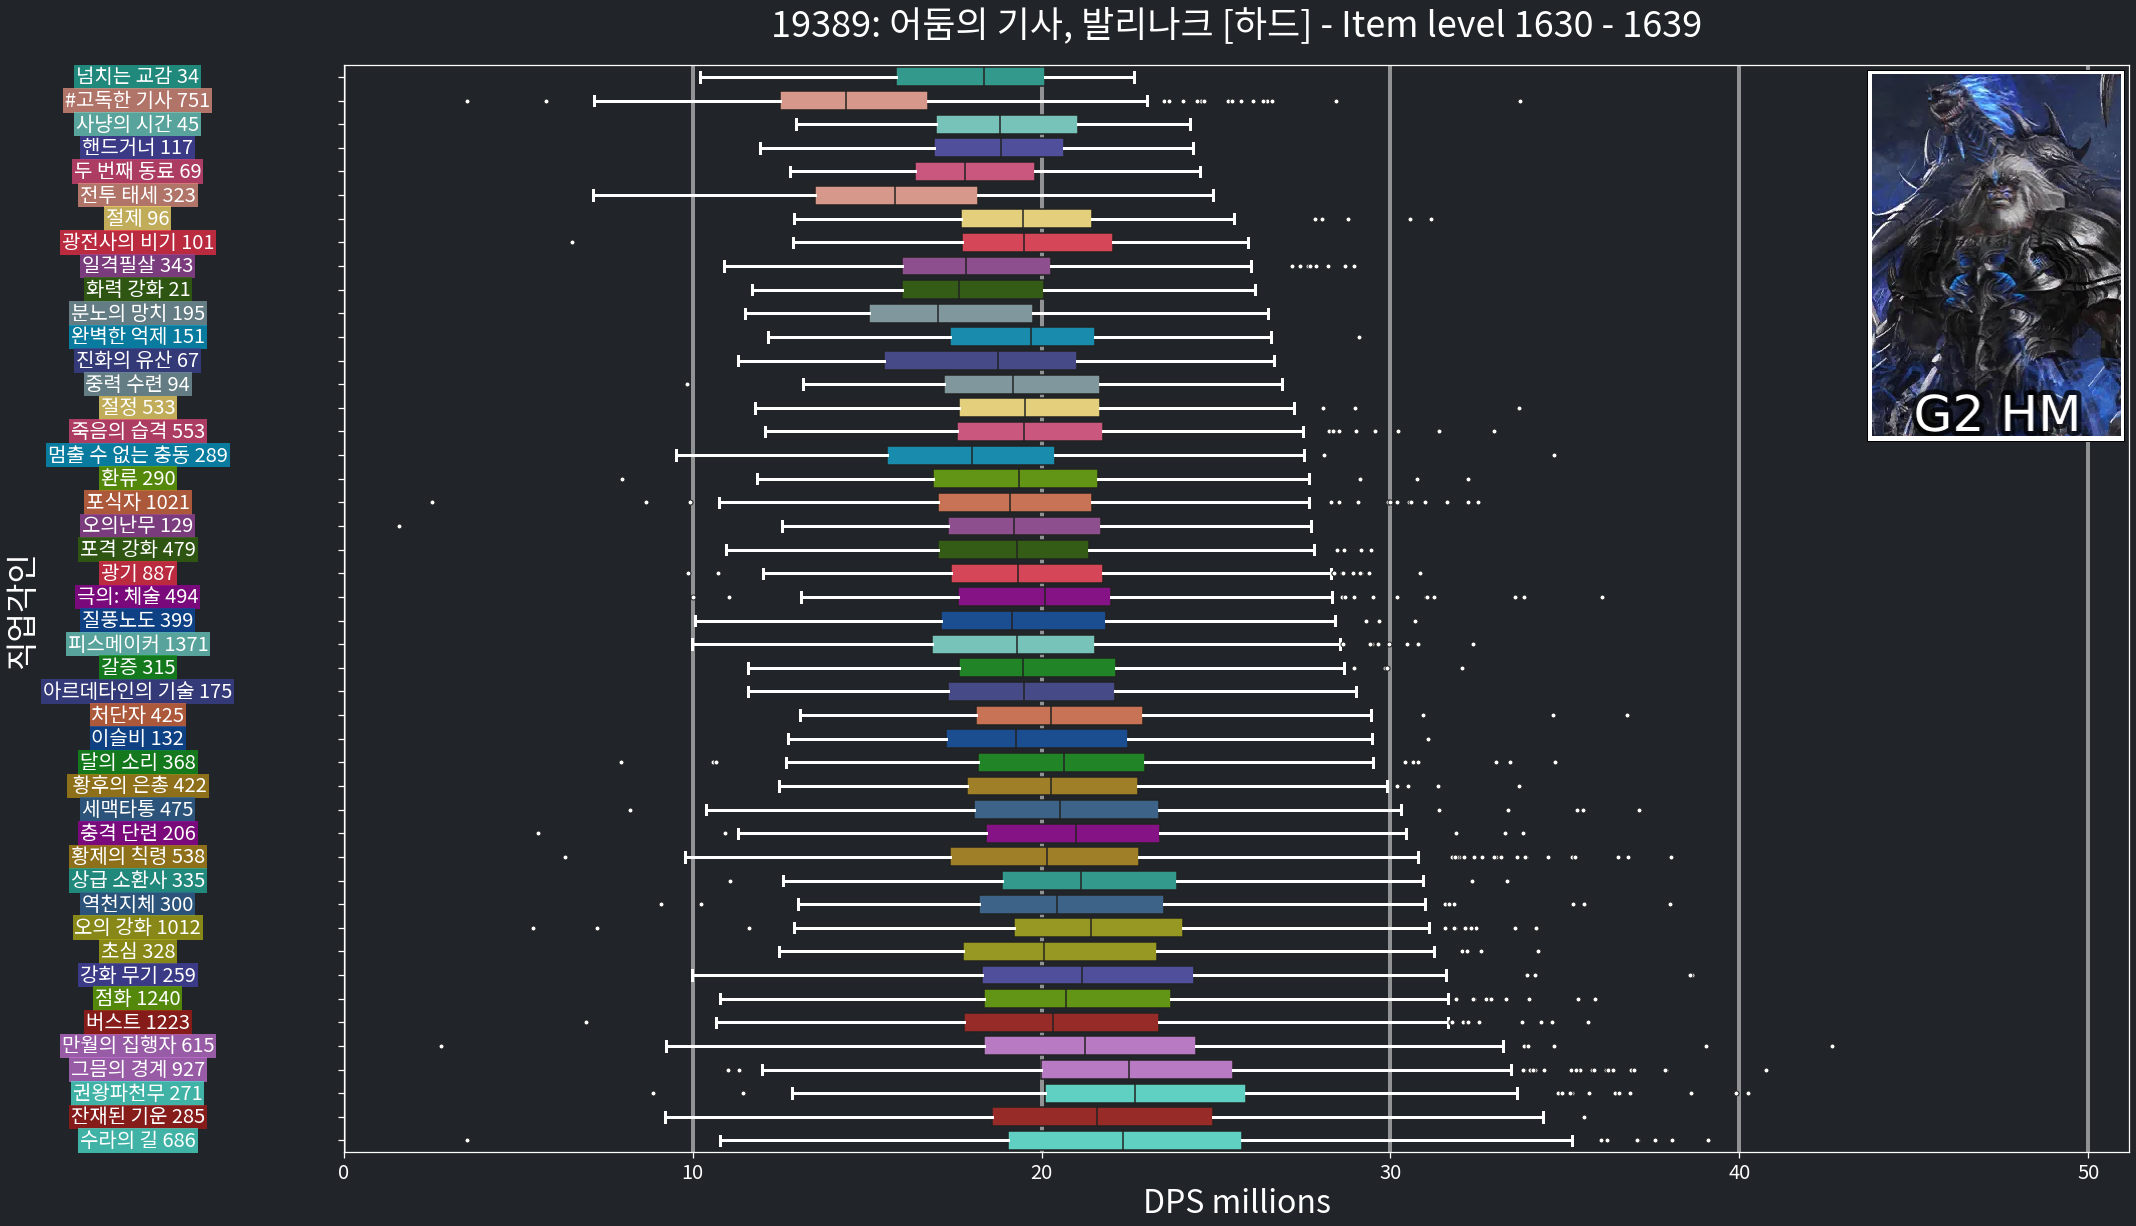 19389: 어둠의 기사, 발리나크 [하드] - Item level 1630 - 1639
넘치는 교감 34
#고독한 기사 751
사냥의 시간 45
핸드거너 117
두 번째 동료 69
전투 태세 323
절제 96
광전사의 비기 101
일격필살 343
화력 강화 21
분노의 망치 195
완벽한 억제 151
진화의 유산 67
중력 수련 94
절정 533
죽음의 습격 553
멈출 수 없는 충동 289
환류 290
포식자 1021
오의난무 129
포격 강화 479
광기 887
극의: 체술 494
질풍노도 399
피스메이커 1371
갈증 315
아르데타인의 기술 175
처단자 425
이슬비 132
달의 소리 368
황후의 은총 422
세맥타통 475
충격 단련 206
황제의 칙령 538
상급 소환사 335
역천지체 300
오의 강화 1012
초심 328
강화 무기 259
점화 1240
버스트 1223
만월의 집행자 615
그믐의 경계 927
권왕파천무 271
잔재된 기운 285
수라의 길 686
직업각인
G2 HM
0 10 20 30 40 50
DPS millions